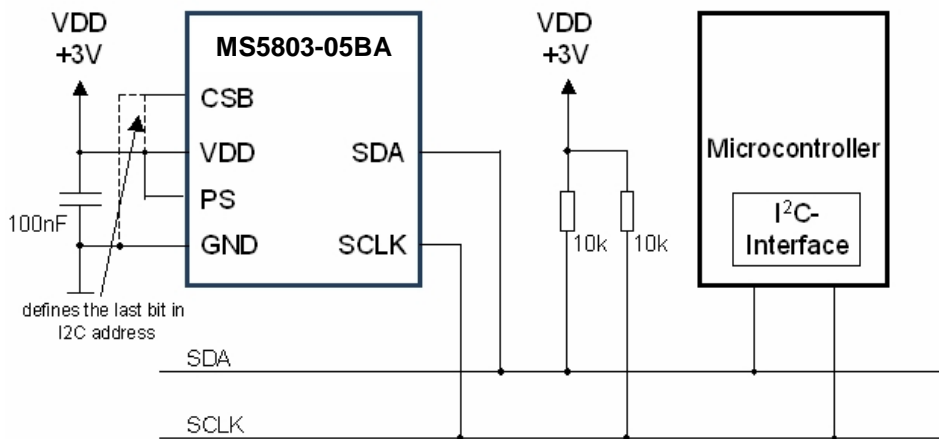 VDD
+3V
MS5803-05BA
CSB
VDD
PS
GND
SDA
SCLK
100nF
defines the last bit in
I2C address
VDD
+3V
10k
10k
Microcontroller
I²C-
Interface
SDA
SCLK